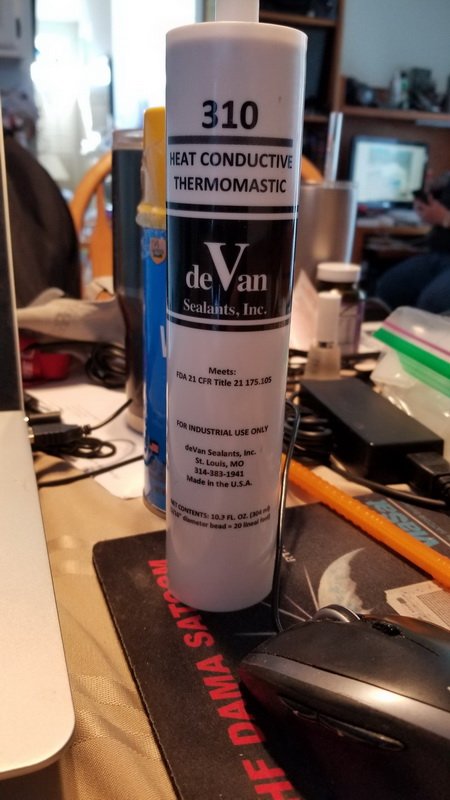 310
HEAT CONDUCTIVE
THERMOMASTIC
deVan
Sealants, Inc.
Meets:
FDA 21 CFR Title 21 175.105
FOR INDUSTRIAL USE ONLY
deVan Sealants, Inc.
St. Louis, MO
314-383-1941
Made in the U.S.A.
NET CONTENTS: 10.3 FL. OZ. (304 ml)
diameter bead = 20 lineal feet)
THE DAMA SATCOM